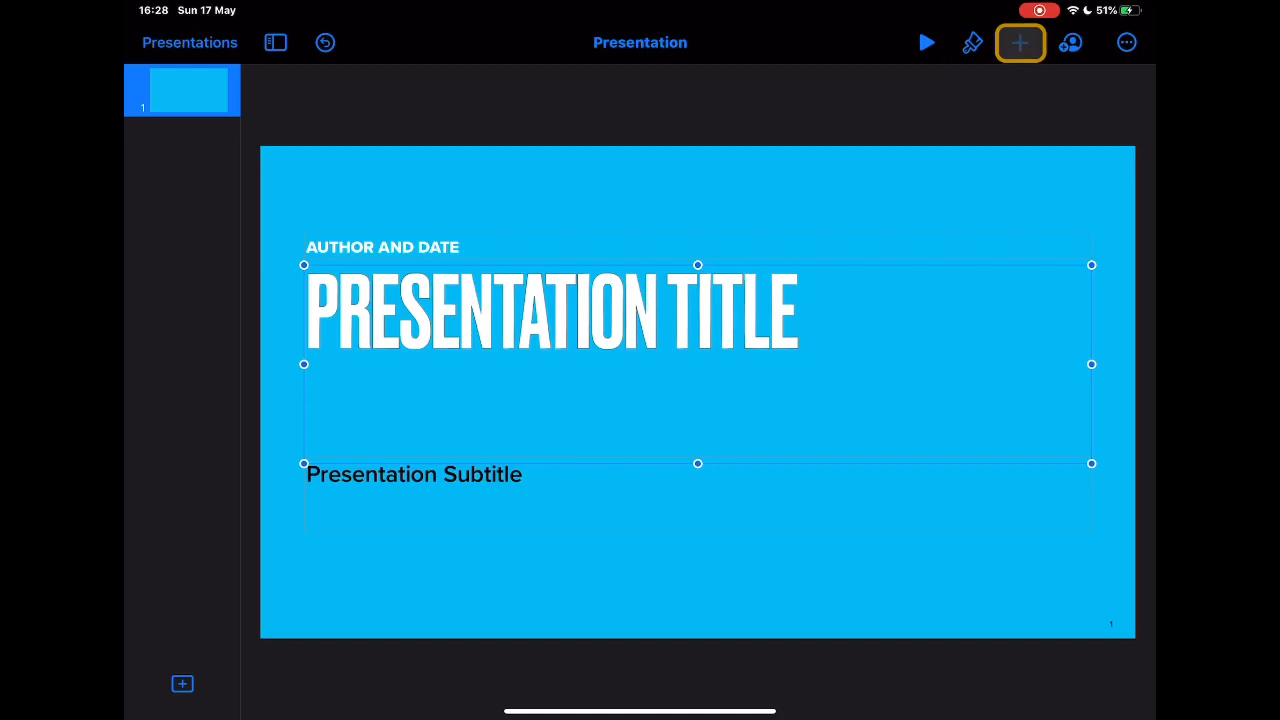 16:28 Sun 17 May 51%
Presentations Presentation
1
AUTHOR AND DATE
PRESENTATION TITLE
Presentation Subtitle
1